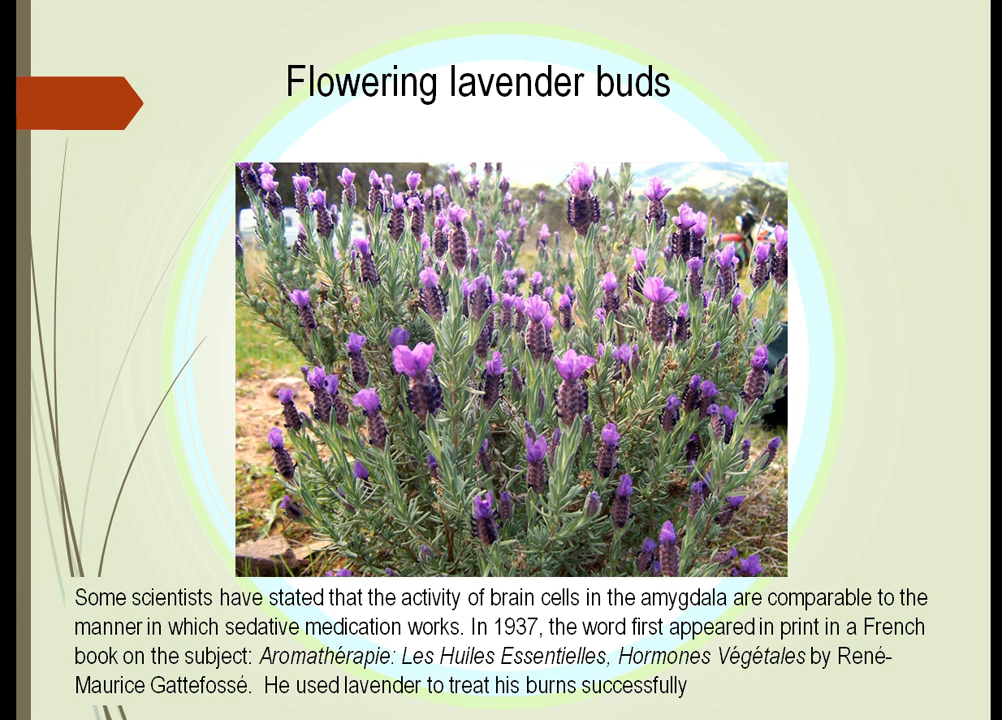 Flowering lavender buds
Some scientists have stated that the activity of brain cells in the amygdala are comparable to the
manner in which sedative medication works. In 1937, the word first appeared in print in a French
book on the subject: Aromathérapie: Les Huiles Essentielles, Hormones Végétales by René-
Maurice Gattefossé. He used lavender to treat his burns successfully